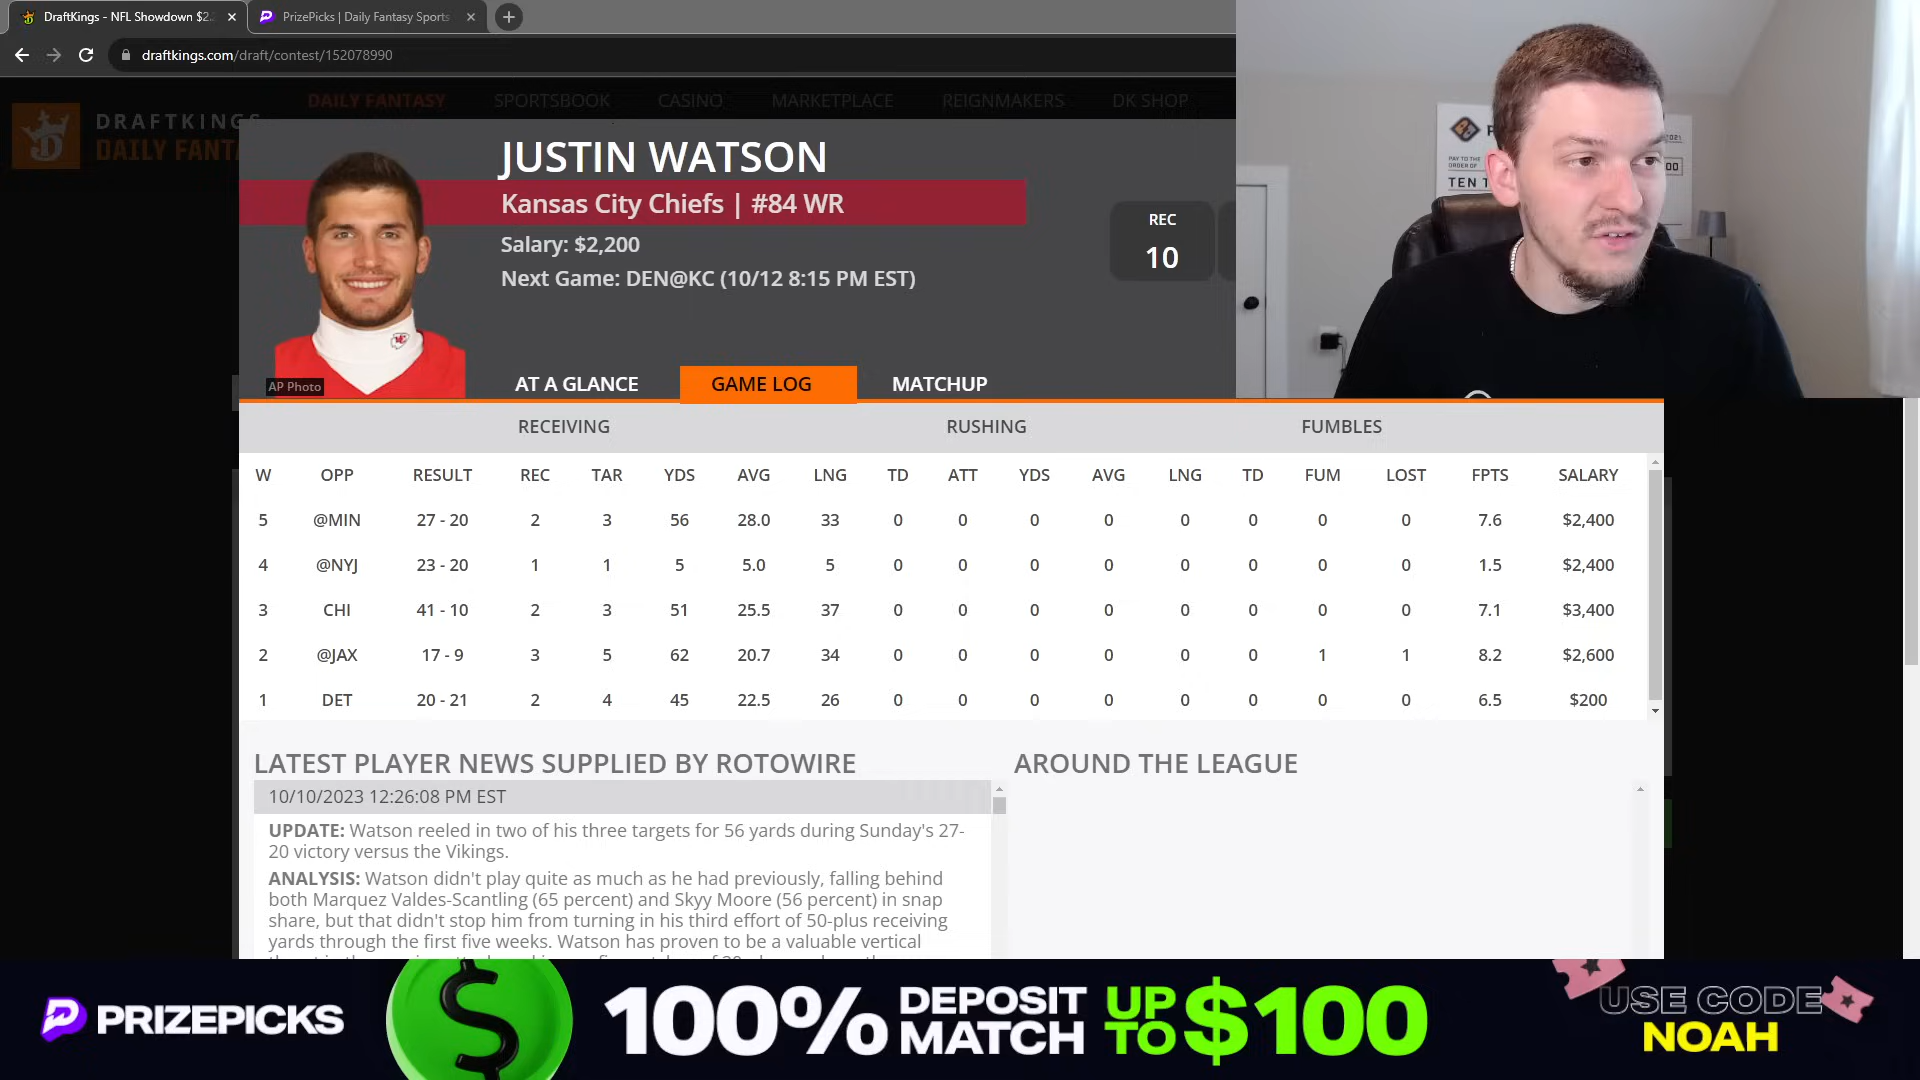 DraftKings - NFL Showdown $2.
PrizePicks | Daily Fantasy Sports
draftkings.com/draft/contest/152078990
DAILY FANTASY SPORTSBOOK CASINO MARKETPLACE REIGNMAKERS DK SHOP
DRAFTKINGS
DAILY FANTA
JUSTIN WATSON
Kansas City Chiefs | #84 WR
Salary: $2,200
Next Game: DEN@KC (10/12 8:15 PM EST)
REC
10
PAY TO THE
ORDER OF
TEN T
2021
00
AP Photo
AT A GLANCE GAME LOG MATCHUP
RECEIVING RUSHING FUMBLES
W OPP RESULT REC TAR YDS AVG LNG TD ATT YDS AVG LNG TD FUM LOST FPTS SALARY
5 @MIN 27 - 20 2 3 56 28.0 33 0 0 0 0 0 0 0 0 7.6 $2,400
4 @NYJ 23 - 20 1 1 5 5.0 5 0 0 0 0 0 0 0 0 1.5 $2,400
3 CHI 41 - 10 2 3 51 25.5 37 0 0 0 0 0 0 0 0 7.1 $3,400
2 @JAX 17 - 9 3 5 62 20.7 34 0 0 0 0 0 0 1 1 8.2 $2,600
1 DET 20 - 21 2 4 45 22.5 26 0 0 0 0 0 0 0 0 6.5 $200
LATEST PLAYER NEWS SUPPLIED BY ROTOWIRE
AROUND THE LEAGUE
10/10/2023 12:26:08 PM EST
UPDATE: Watson reeled in two of his three targets for 56 yards during Sunday's 27-
20 victory versus the Vikings.
ANALYSIS: Watson didn't play quite as much as he had previously, falling behind
both Marquez Valdes-Scantling (65 percent) and Skyy Moore (56 percent) in snap
share, but that didn't stop him from turning in his third effort of 50-plus receiving
yards through the first five weeks. Watson has proven to be a valuable vertical
PRIZEPICKS
100% DEPOSIT MATCH UP TO $100
USE CODE
NOAH